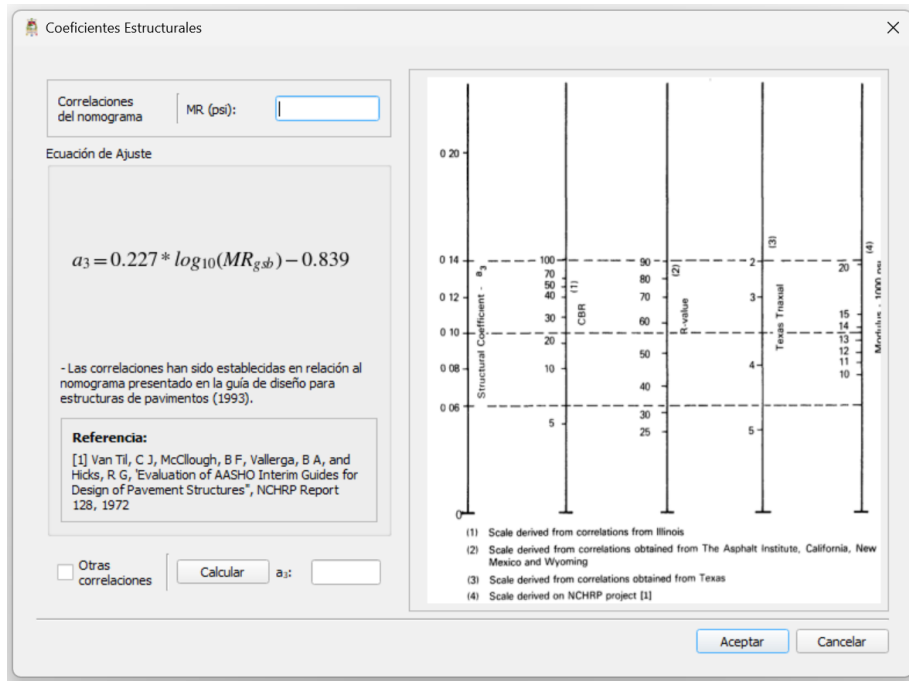 Coeficientes Estructurales
Correlaciones
del nomograma
MR (psi):
Ecuación de Ajuste
a₃ = 0.227 * log₁₀(MR_gsb) − 0.839
- Las correlaciones han sido establecidas en relación al
nomograma presentado en la guía de diseño para
estructuras de pavimentos (1993).
Referencia:
[1] Van Til, C J, McCllough, B F, Vallerga, B A, and
Hicks, R G, 'Evaluation of AASHO Interim Guides for
Design of Pavement Structures", NCHRP Report
128, 1972
Otras
correlaciones
Calcular
a₃:
0 20
0 14
0 12
0 10
0 08
0 06
0
Structural Coefficient - a₃
100
70
50
40
30
20
10
5
(1)
CBR
90
80
70
60
50
40
30
25
(2)
R-value
2
3
4
5
(3)
Texas Triaxial
20
15
14
13
12
11
10
(4)
Modulus - 1000 psi
(1) Scale derived from correlations from Illinois
(2) Scale derived from correlations obtained from The Asphalt Institute, California, New
Mexico and Wyoming
(3) Scale derived from correlations obtained from Texas
(4) Scale derived on NCHRP project [1]
Aceptar
Cancelar